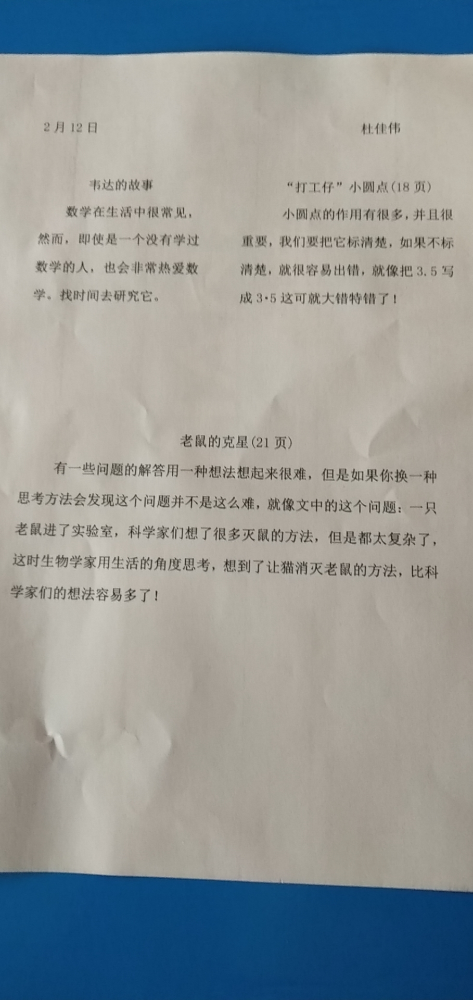 2月12日
杜佳伟
韦达的故事
数学在生活中很常见，
然而，即使是一个没有学过
数学的人，也会非常热爱数
学。找时间去研究它。
“打工仔”小圆点(18页)
小圆点的作用有很多，并且很
重要，我们要把它标清楚，如果不标
清楚，就很容易出错，就像把3.5写
成3·5这可就大错特错了！
老鼠的克星(21页)
有一些问题的解答用一种想法想起来很难，但是如果你换一种
思考方法会发现这个问题并不是这么难，就像文中的这个问题：一只
老鼠进了实验室，科学家们想了很多灭鼠的方法，但是都太复杂了，
这时生物学家用生活的角度思考，想到了让猫消灭老鼠的方法，比科
学家们的想法容易多了！